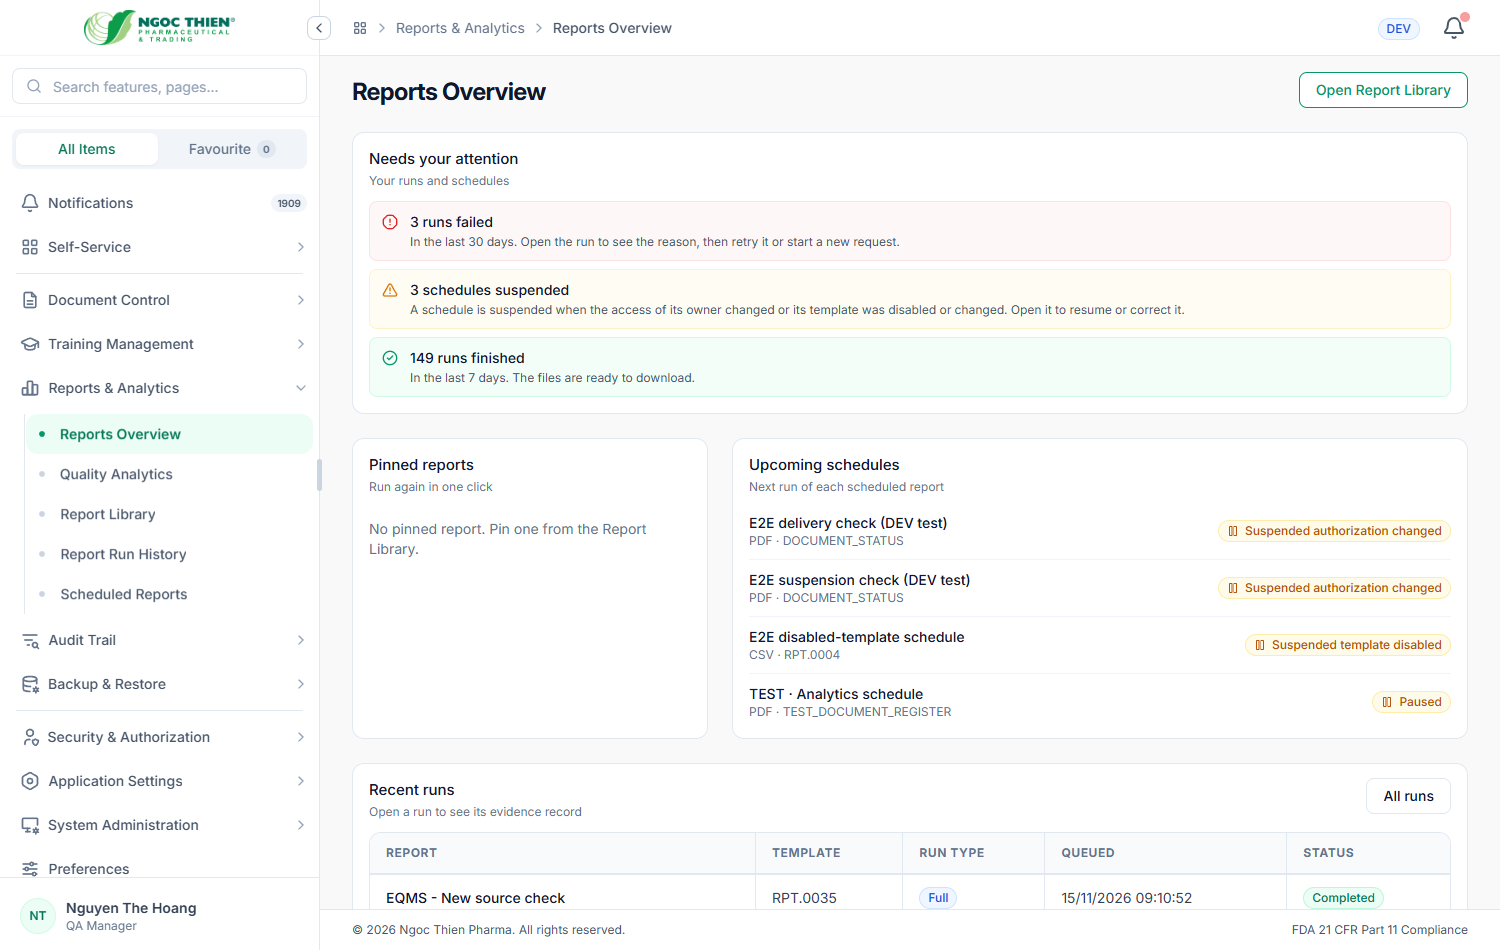 NGOC THIEN®
PHARMACEUTICAL
& TRADING
Search features, pages...
All Items
Favourite 0
Notifications 1909
Self-Service
Document Control
Training Management
Reports & Analytics
Reports Overview
Quality Analytics
Report Library
Report Run History
Scheduled Reports
Audit Trail
Backup & Restore
Security & Authorization
Application Settings
System Administration
Preferences
NT
Nguyen The Hoang
QA Manager
Reports & Analytics
Reports Overview
DEV
Reports Overview
Open Report Library
Needs your attention
Your runs and schedules
3 runs failed
In the last 30 days. Open the run to see the reason, then retry it or start a new request.
3 schedules suspended
A schedule is suspended when the access of its owner changed or its template was disabled or changed. Open it to resume or correct it.
149 runs finished
In the last 7 days. The files are ready to download.
Pinned reports
Run again in one click
No pinned report. Pin one from the Report
Library.
Upcoming schedules
Next run of each scheduled report
E2E delivery check (DEV test)
PDF · DOCUMENT_STATUS
Suspended authorization changed
E2E suspension check (DEV test)
PDF · DOCUMENT_STATUS
Suspended authorization changed
E2E disabled-template schedule
CSV · RPT.0004
Suspended template disabled
TEST · Analytics schedule
PDF · TEST_DOCUMENT_REGISTER
Paused
Recent runs
Open a run to see its evidence record
All runs
REPORT TEMPLATE RUN TYPE QUEUED STATUS
EQMS - New source check RPT.0035 Full 15/11/2026 09:10:52 Completed
© 2026 Ngoc Thien Pharma. All rights reserved.
FDA 21 CFR Part 11 Compliance